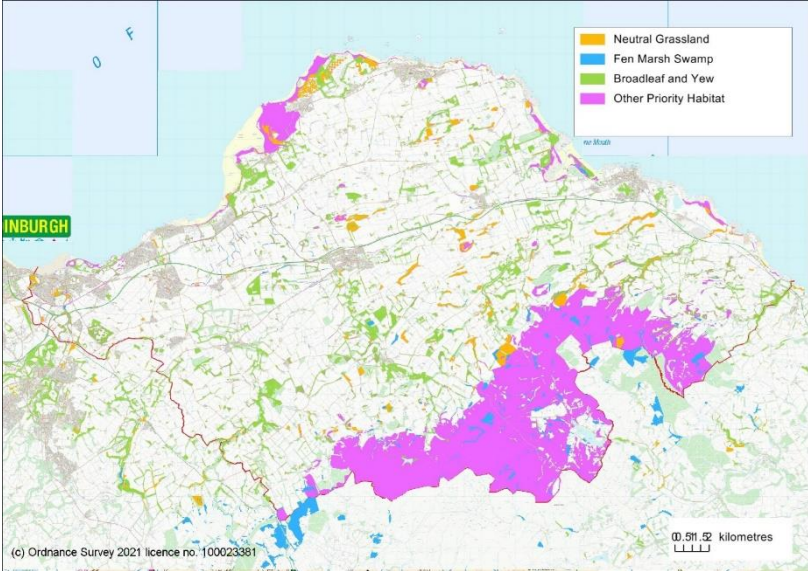 O F
Neutral Grassland
Fen Marsh Swamp
Broadleaf and Yew
Other Priority Habitat
INBURGH
kilometres
(c) Ordnance Survey 2021 licence no. 100023381